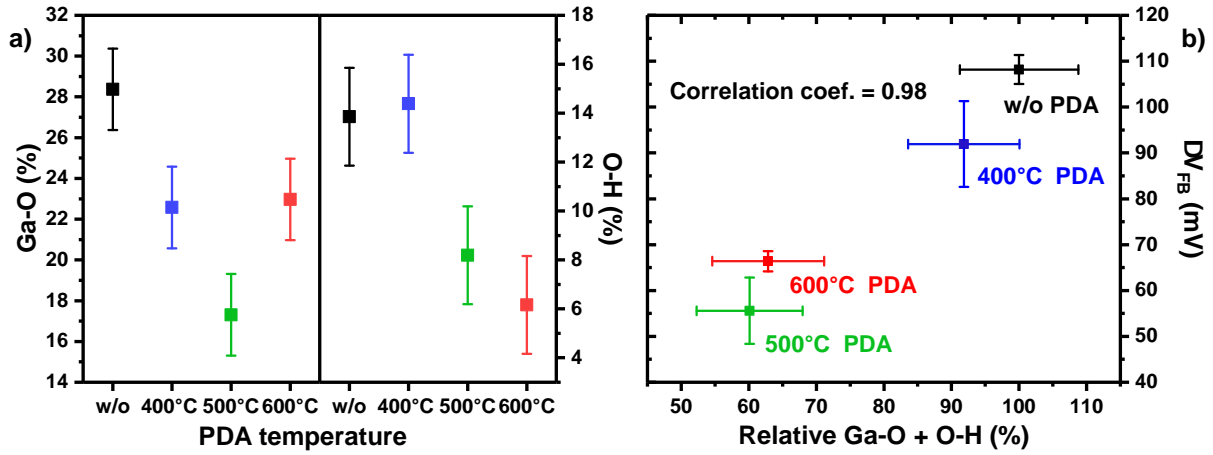 a)
Ga-O (%)
32
30
28
26
24
22
20
18
16
14
18
16
14
12
10
8
6
4
O-H (%)
w/o 400°C 500°C 600°C w/o 400°C 500°C 600°C
PDA temperature
b)
Correlation coef. = 0.98
w/o PDA
400°C PDA
600°C PDA
500°C PDA
120
110
100
90
80
70
60
50
40
DV FB (mV)
50 60 70 80 90 100 110
Relative Ga-O + O-H (%)